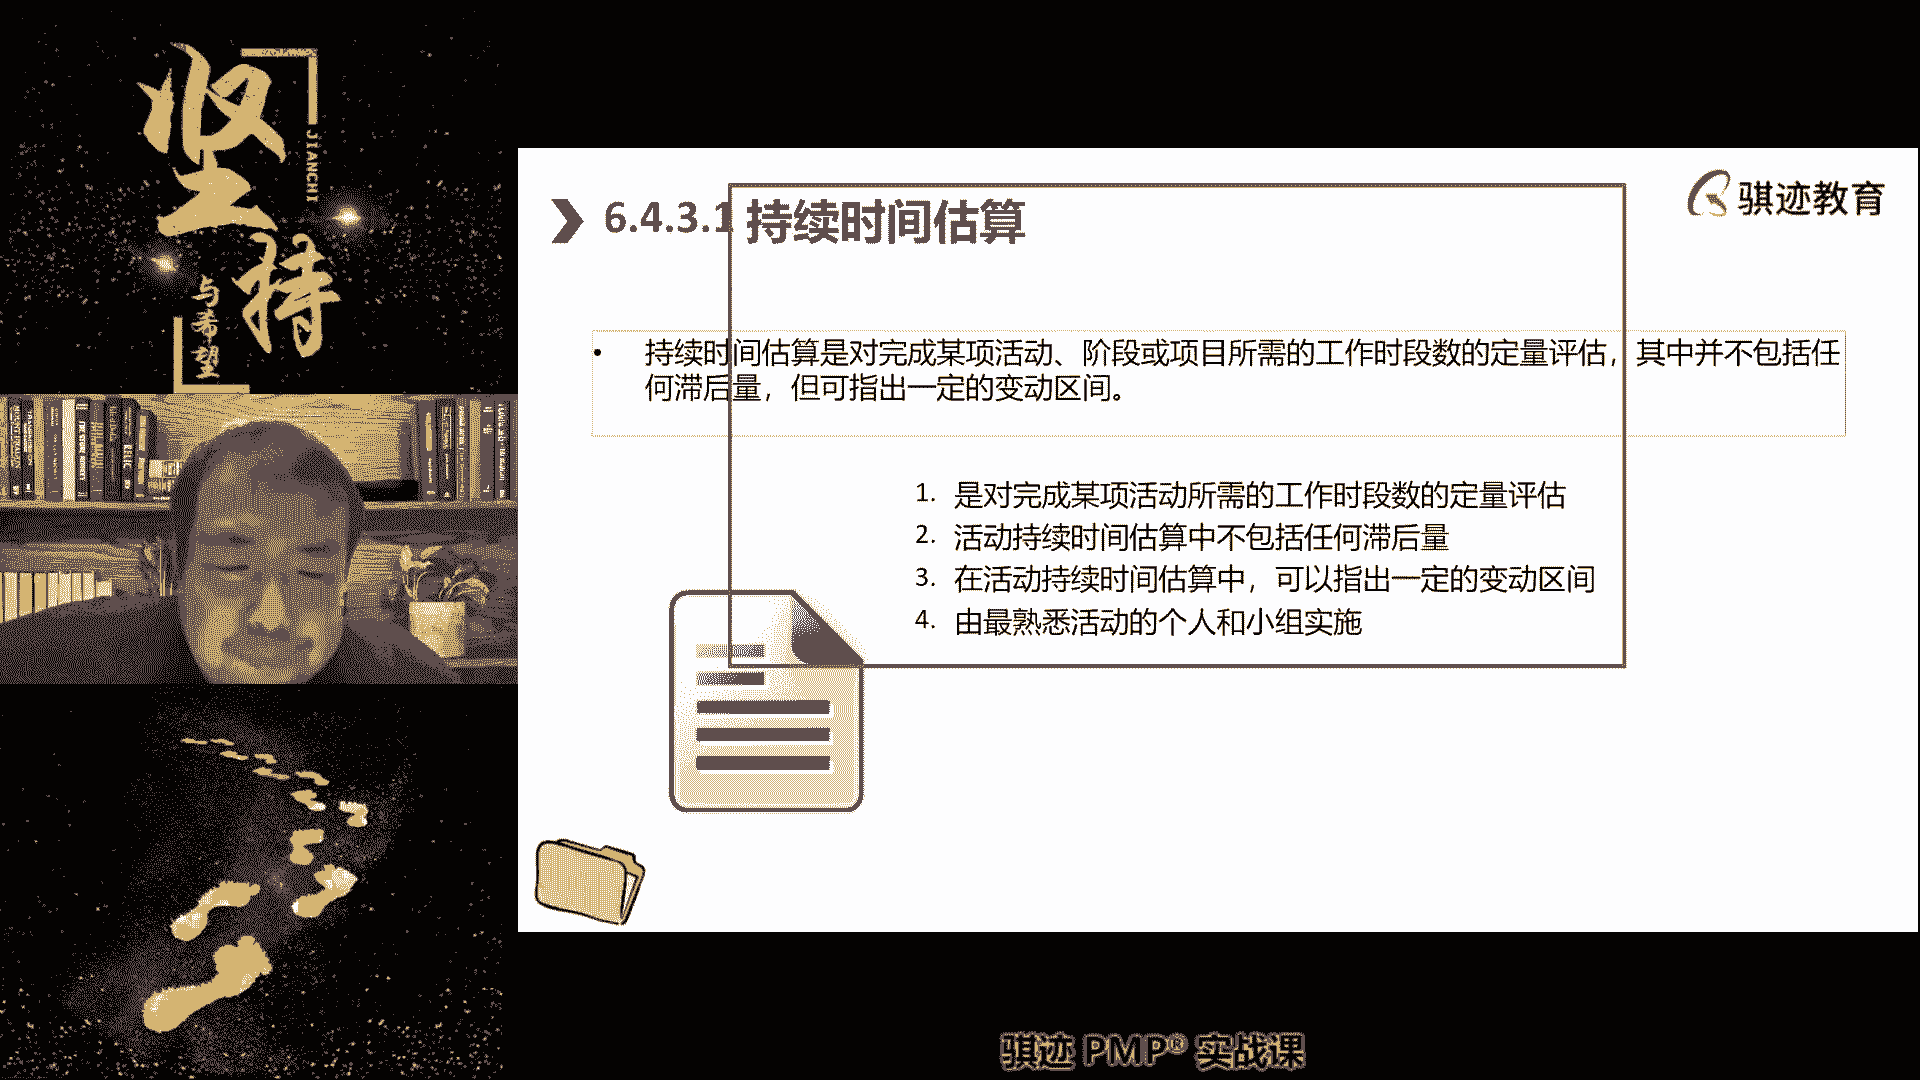 坚持
JIANCHI
与希望
骐迹教育
6.4.3.1 持续时间估算
• 持续时间估算是对完成某项活动、阶段或项目所需的工作时段数的定量评估，其中并不包括任
何滞后量，但可指出一定的变动区间。
1. 是对完成某项活动所需的工作时段数的定量评估
2. 活动持续时间估算中不包括任何滞后量
3. 在活动持续时间估算中，可以指出一定的变动区间
4. 由最熟悉活动的个人和小组实施
骐迹 PMP® 实战课